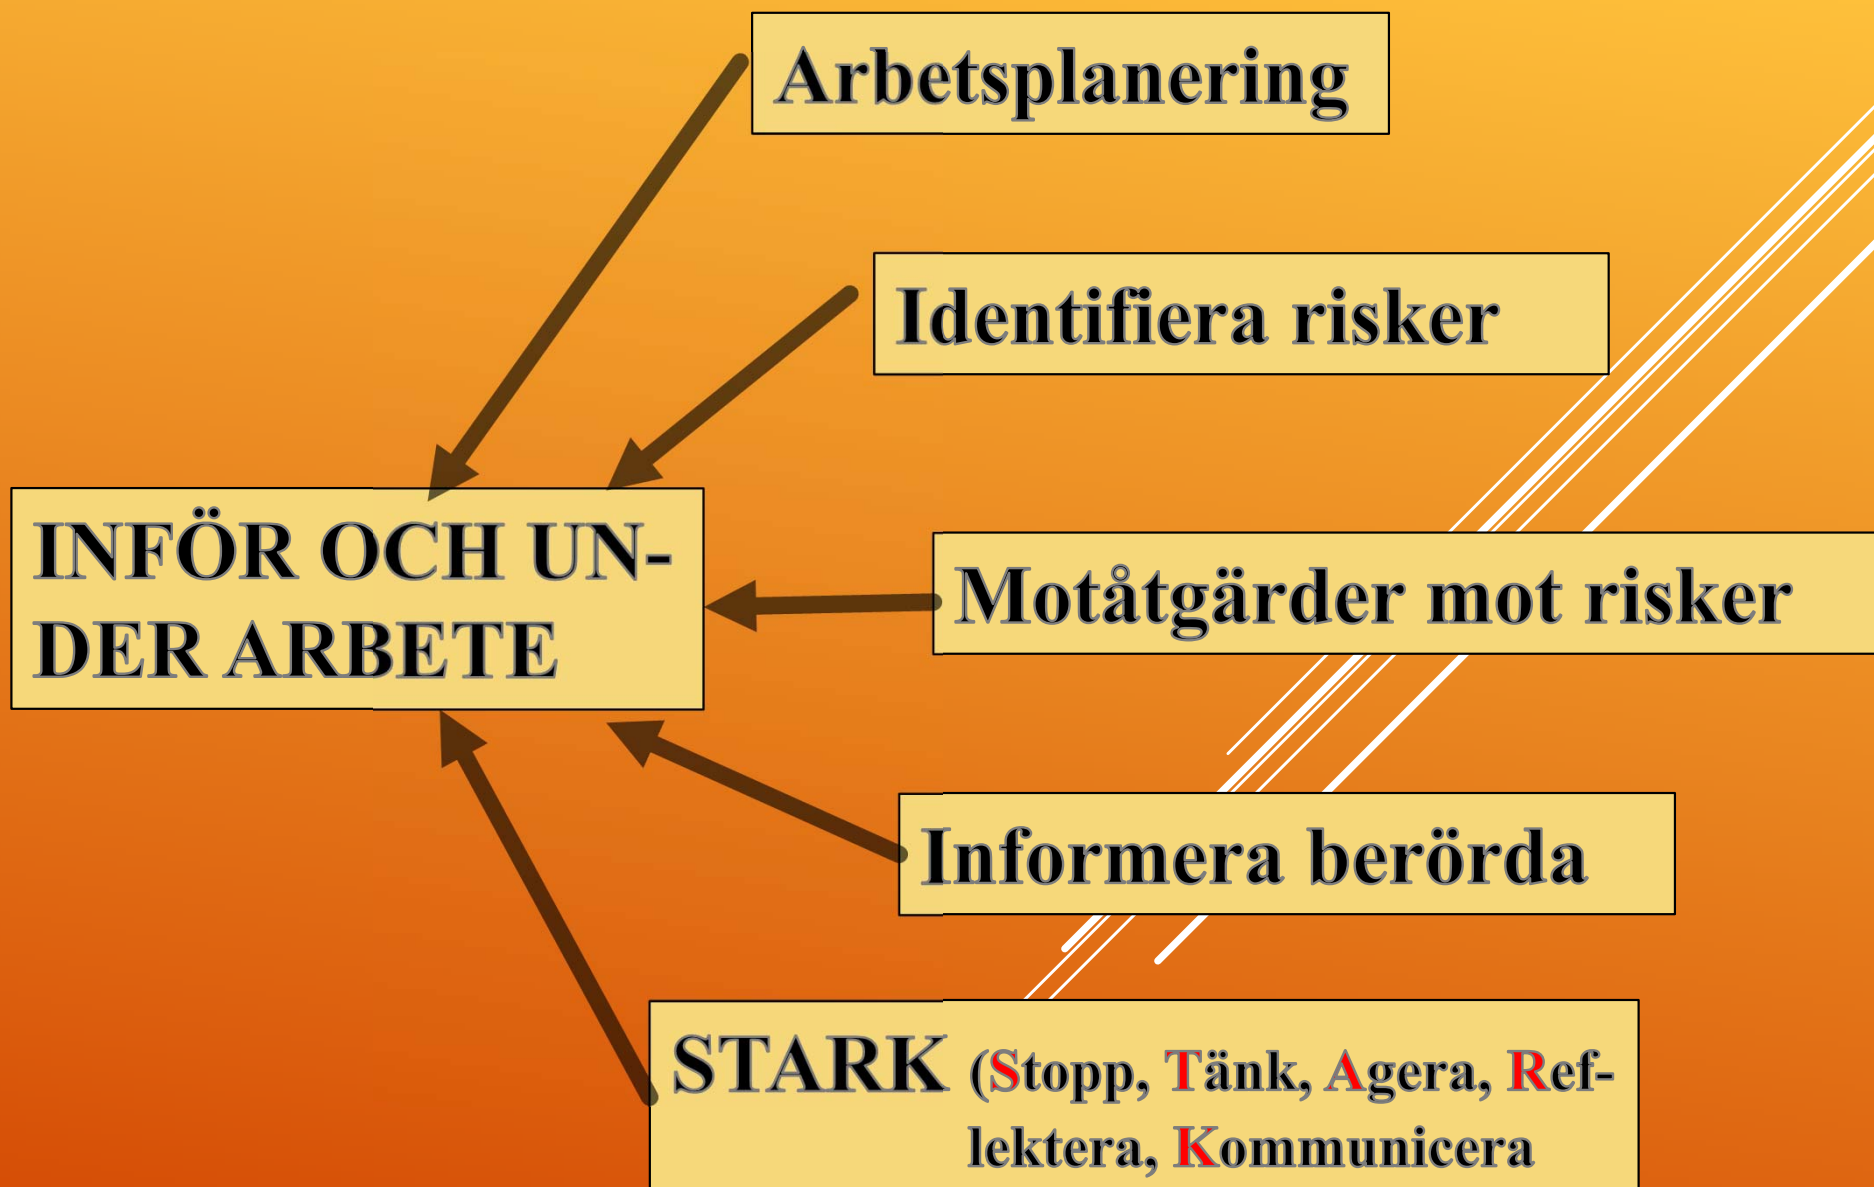 Arbetsplanering
Identifiera risker
INFÖR OCH UN-
DER ARBETE
Motåtgärder mot risker
Informera berörda
STARK (Stopp, Tänk, Agera, Ref-
lektera, Kommunicera